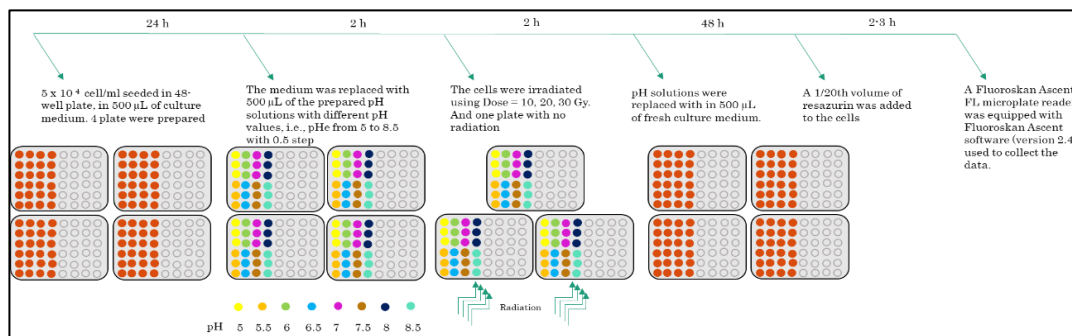 24 h
2 h
2 h
48 h
2-3 h
5 x 10⁴ cell/ml seeded in 48-
well plate, in 500 µL of culture
medium. 4 plate were prepared
The medium was replaced with
500 µL of the prepared pH
solutions with different pH
values, i.e., pHe from 5 to 8.5
with 0.5 step
The cells were irradiated
using Dose = 10, 20, 30 Gy.
And one plate with no
radiation
pH solutions were
replaced with in 500 µL
of fresh culture medium.
A 1/20th volume of
resazurin was added
to the cells
A Fluoroskan Ascent
FL microplate reade
was equipped with
Fluoroskan Ascent
software (version 2.4
used to collect the
data.
Radiation
pH 5 5.5 6 6.5 7 7.5 8 8.5